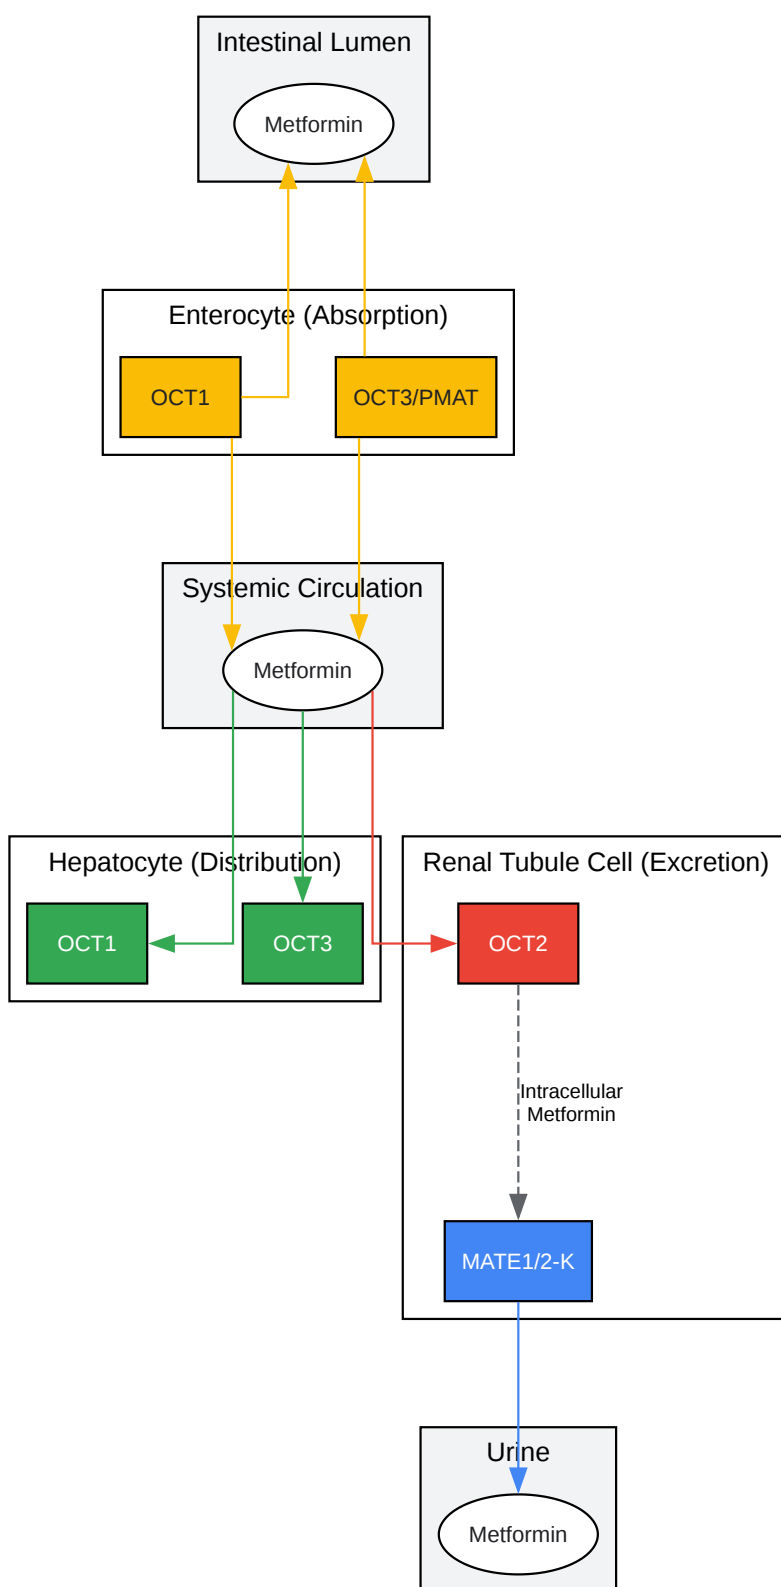 Intestinal Lumen
Metformin
Enterocyte (Absorption)
OCT1
OCT3/PMAT
Systemic Circulation
Metformin
Hepatocyte (Distribution)
OCT1
OCT3
Renal Tubule Cell (Excretion)
OCT2
Intracellular
Metformin
MATE1/2-K
Urine
Metformin